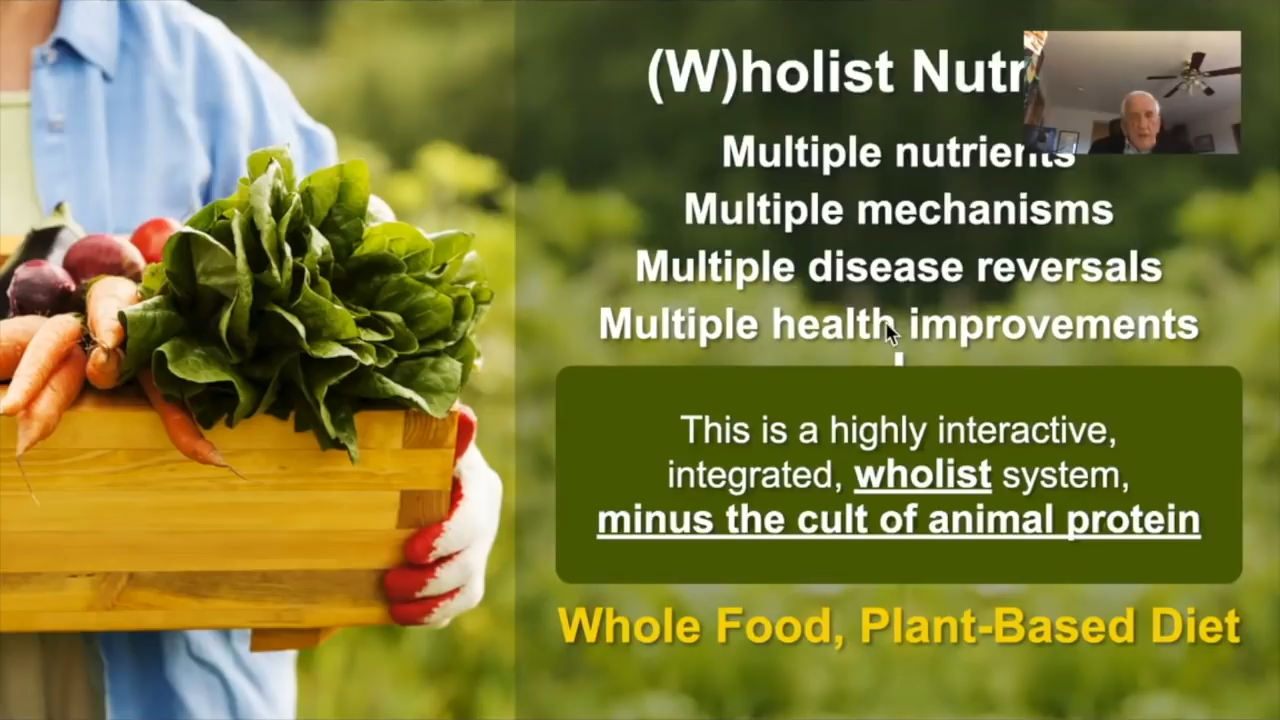 (W)holist Nutr
Multiple nutrients
Multiple mechanisms
Multiple disease reversals
Multiple health improvements
This is a highly interactive,
integrated, wholist system,
minus the cult of animal protein
Whole Food, Plant-Based Diet